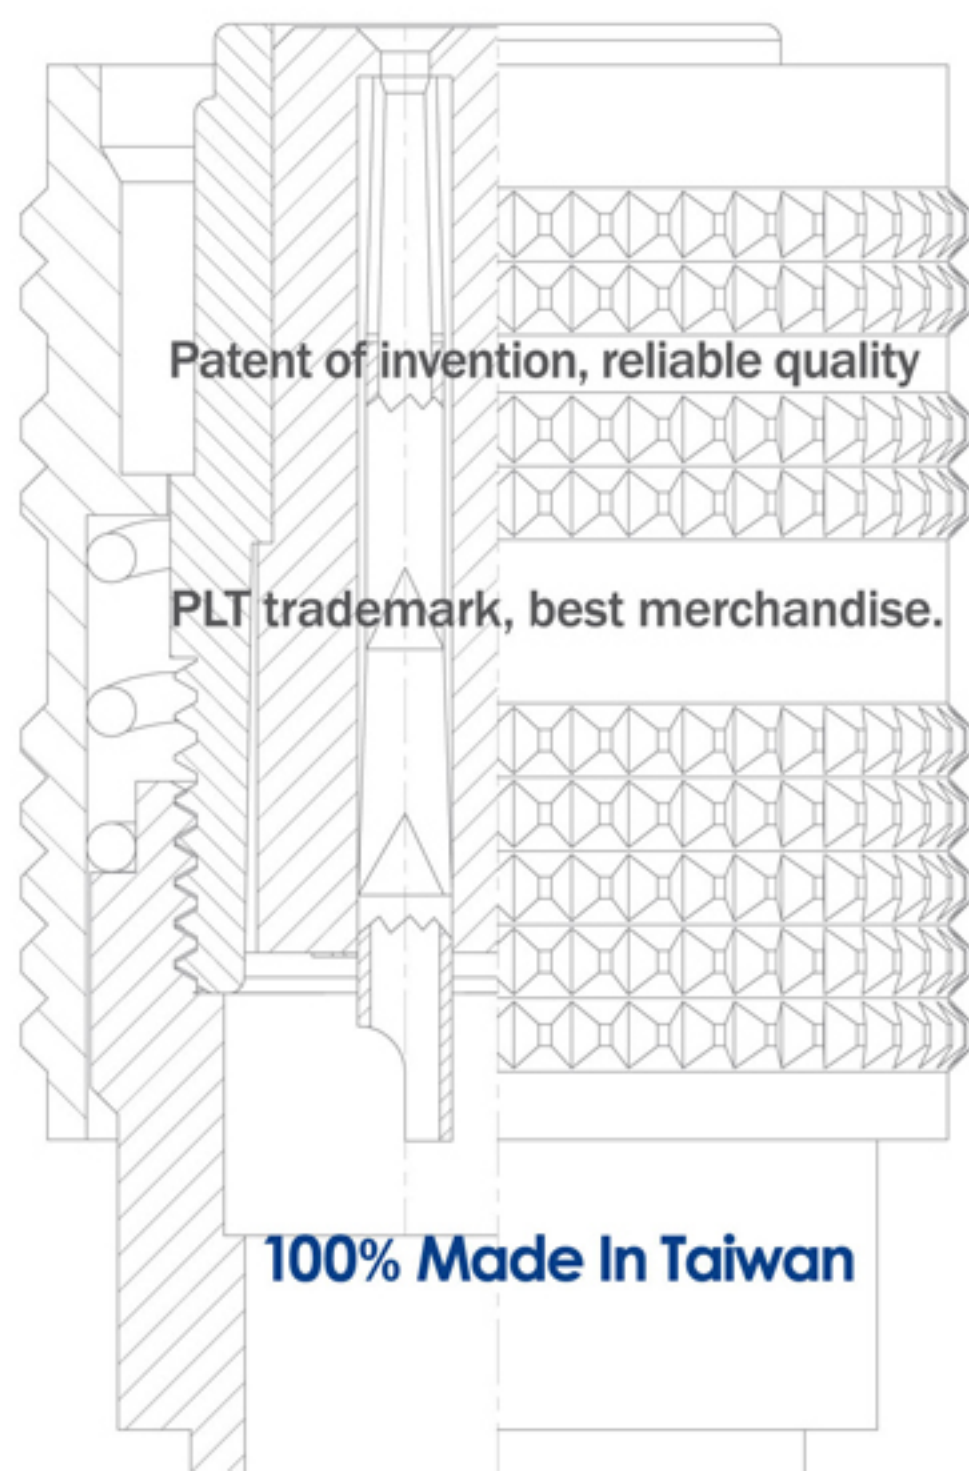 Patent of invention, reliable quality
PLT trademark, best merchandise.
100% Made In Taiwan